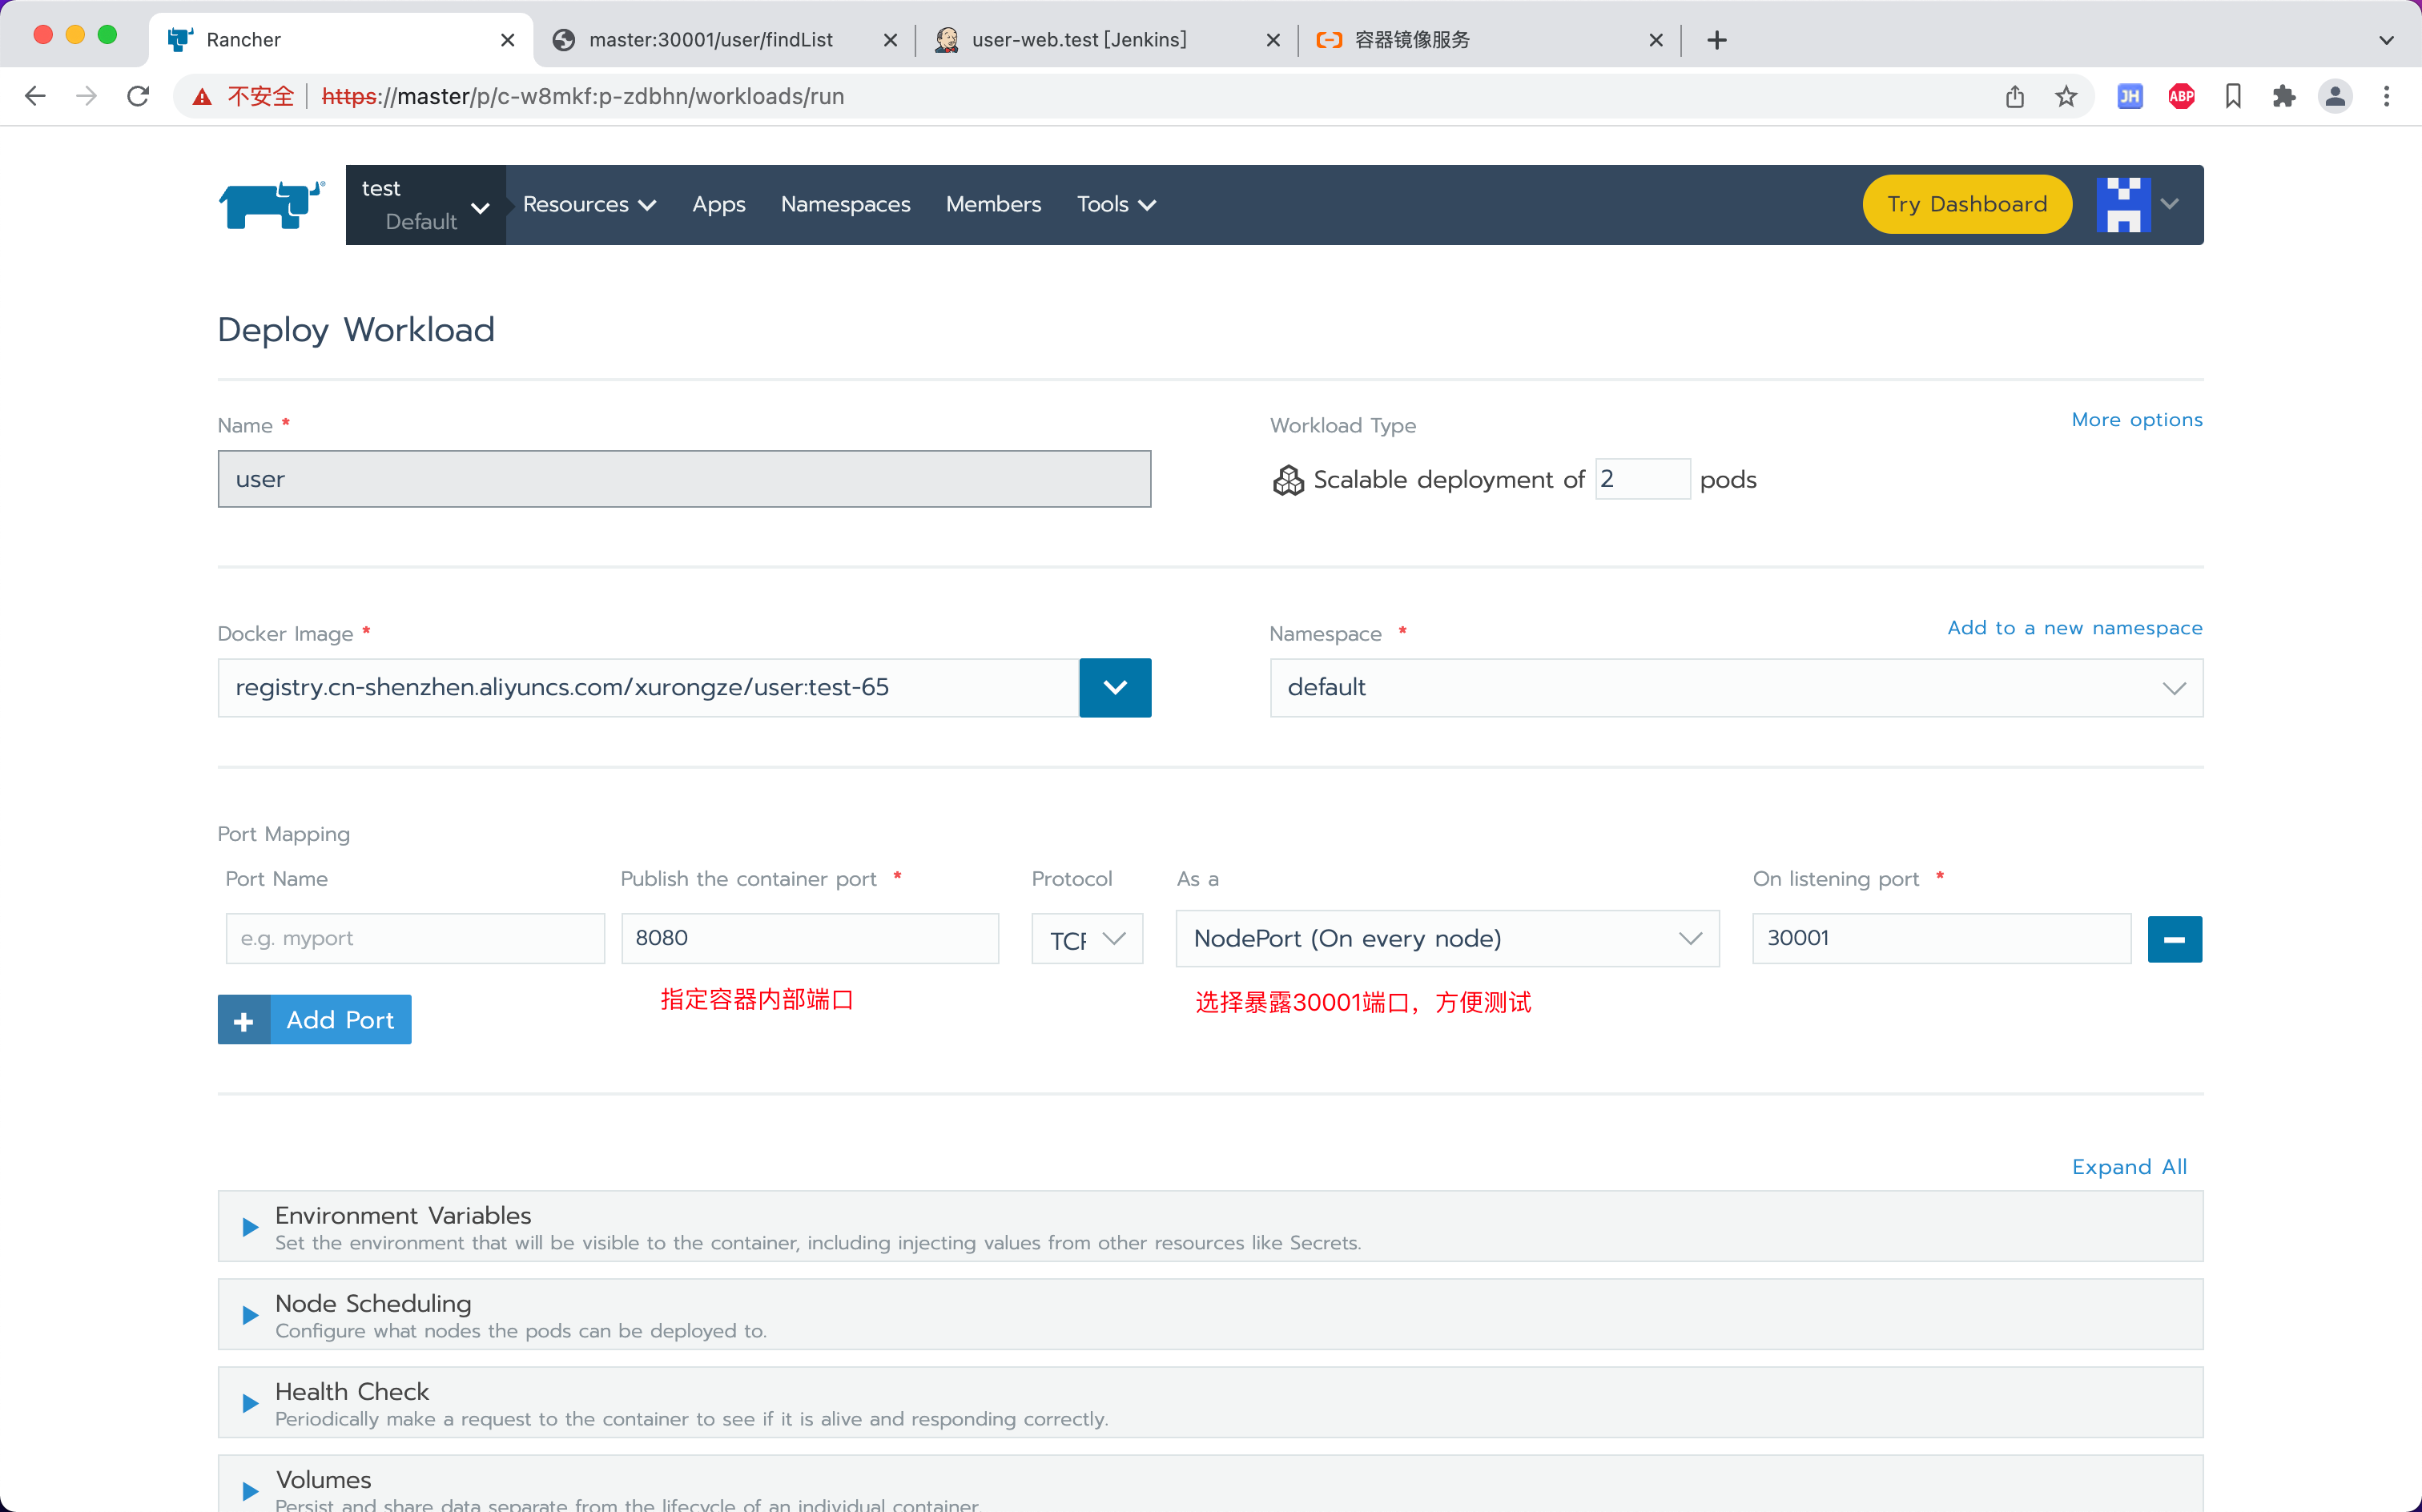 Rancher
master:30001/user/findList
user-web.test [Jenkins]
容器镜像服务
不安全
https://master/p/c-w8mkf:p-zdbhn/workloads/run
JH
ABP
test
Default
Resources
Apps
Namespaces
Members
Tools
Try Dashboard
Deploy Workload
Name *
Workload Type
More options
user
Scalable deployment of 2 pods
Docker Image *
Namespace *
Add to a new namespace
registry.cn-shenzhen.aliyuncs.com/xurongze/user:test-65
default
Port Mapping
Port Name
Publish the container port *
Protocol
As a
On listening port *
e.g. myport
8080
TCP
NodePort (On every node)
30001
指定容器内部端口
选择暴露30001端口，方便测试
Add Port
Expand All
Environment Variables
Set the environment that will be visible to the container, including injecting values from other resources like Secrets.
Node Scheduling
Configure what nodes the pods can be deployed to.
Health Check
Periodically make a request to the container to see if it is alive and responding correctly.
Volumes
Persist and share data separate from the lifecycle of an individual container.